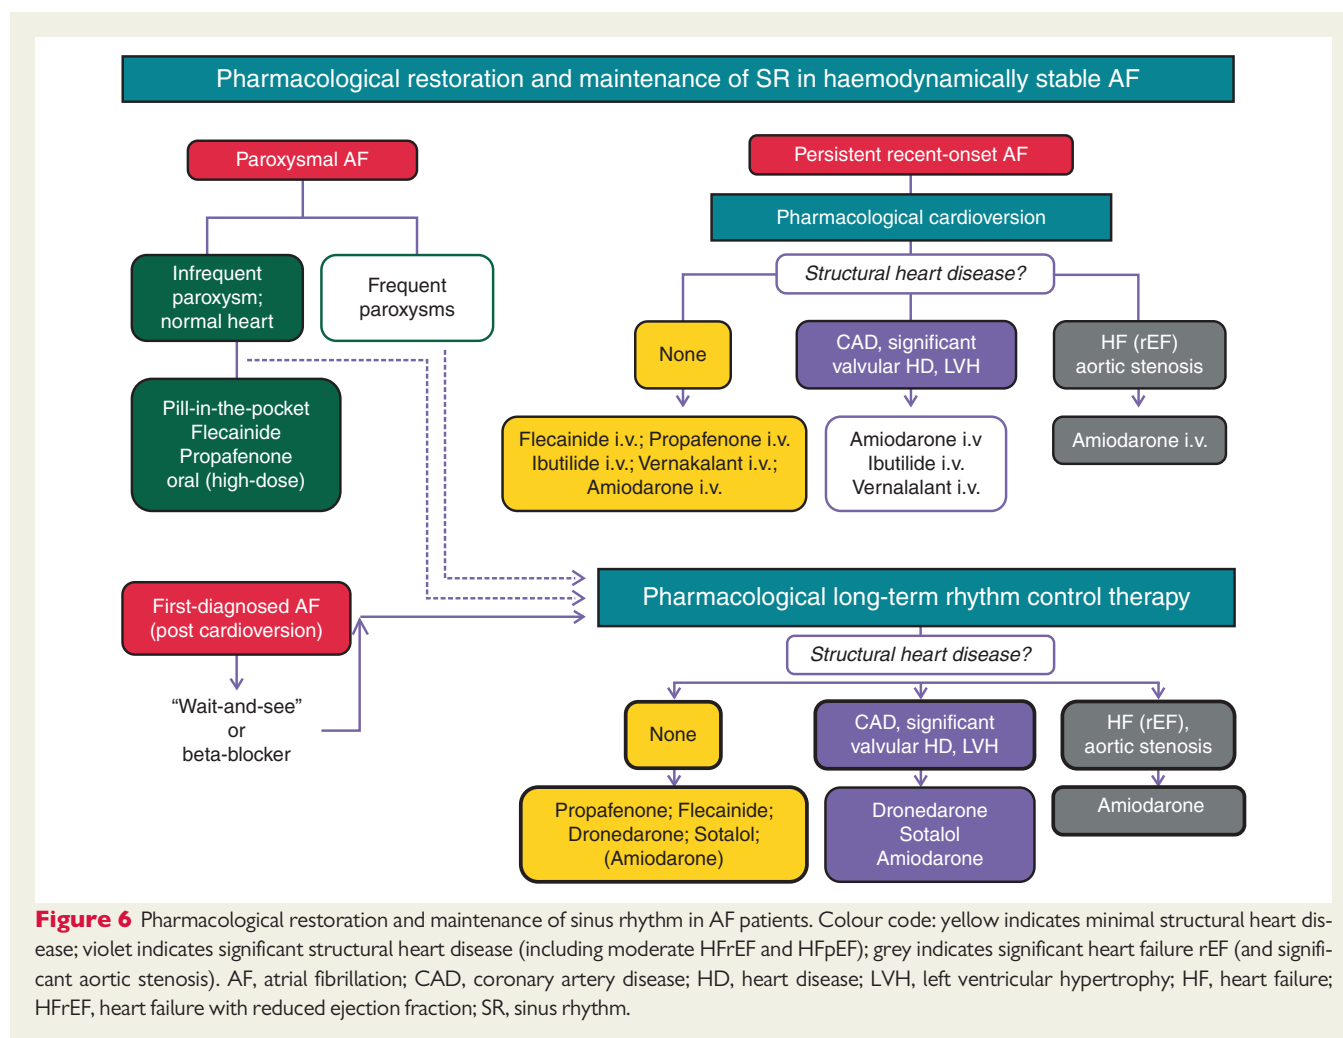 Pharmacological restoration and maintenance of SR in haemodynamically stable AF
Paroxysmal AF
Infrequent
paroxysm;
normal heart
Frequent
paroxysms
Pill-in-the-pocket
Flecainide
Propafenone
oral (high-dose)
Persistent recent-onset AF
Pharmacological cardioversion
Structural heart disease?
None
CAD, significant
valvular HD, LVH
HF (rEF)
aortic stenosis
Flecainide i.v.; Propafenone i.v.
Ibutilide i.v.; Vernakalant i.v.;
Amiodarone i.v.
Amiodarone i.v
Ibutilide i.v.
Vernalalant i.v.
Amiodarone i.v.
First-diagnosed AF
(post cardioversion)
“Wait-and-see”
or
beta-blocker
Pharmacological long-term rhythm control therapy
Structural heart disease?
None
CAD, significant
valvular HD, LVH
HF (rEF),
aortic stenosis
Propafenone; Flecainide;
Dronedarone; Sotalol;
(Amiodarone)
Dronedarone
Sotalol
Amiodarone
Amiodarone
Figure 6 Pharmacological restoration and maintenance of sinus rhythm in AF patients. Colour code: yellow indicates minimal structural heart dis-
ease; violet indicates significant structural heart disease (including moderate HFrEF and HFpEF); grey indicates significant heart failure rEF (and signifi-
cant aortic stenosis). AF, atrial fibrillation; CAD, coronary artery disease; HD, heart disease; LVH, left ventricular hypertrophy; HF, heart failure;
HFrEF, heart failure with reduced ejection fraction; SR, sinus rhythm.